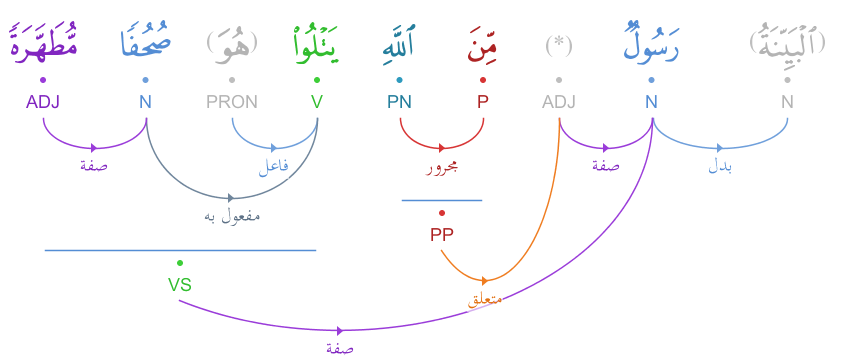 (ٱلْبَيِّنَةُ) رَسُولٌ (*) مِّنَ ٱللَّهِ يَتْلُوا۟ (هُوَ) صُحُفًا مُّطَهَّرَةً
N N ADJ P PN V PRON N ADJ
بدل صفة مجرور فاعل صفة
مفعول به
PP
VS
متعلق
صفة